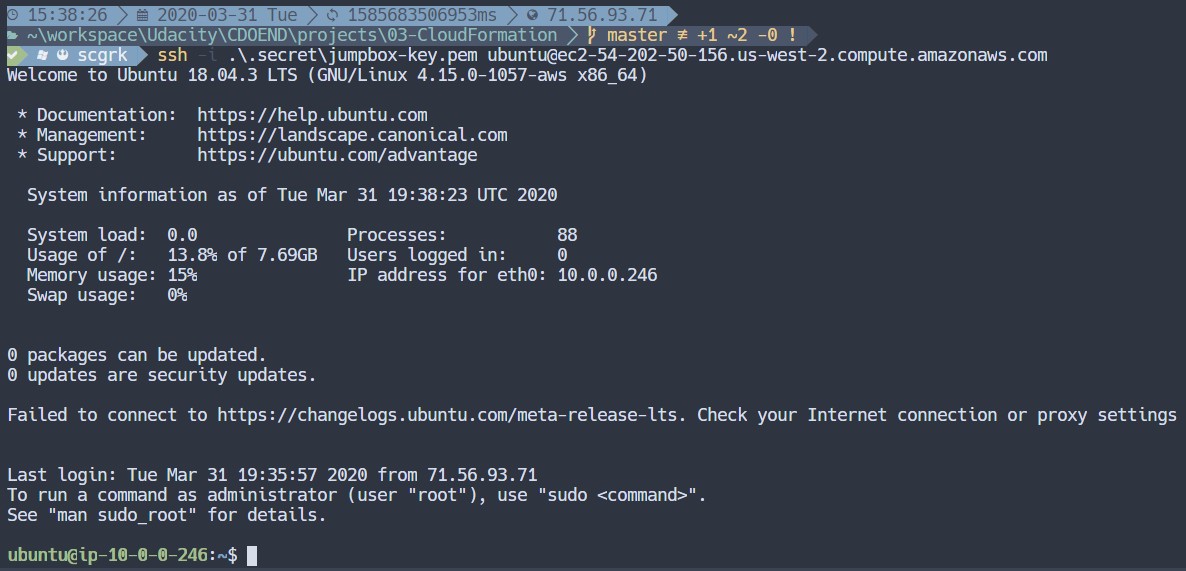 15:38:26 2020-03-31 Tue 1585683506953ms 71.56.93.71
~\workspace\Udacity\CDOEND\projects\03-CloudFormation master ≢ +1 ~2 -0 !
scgrk ssh -i .\.secret\jumpbox-key.pem ubuntu@ec2-54-202-50-156.us-west-2.compute.amazonaws.com
Welcome to Ubuntu 18.04.3 LTS (GNU/Linux 4.15.0-1057-aws x86_64)
* Documentation: https://help.ubuntu.com
* Management: https://landscape.canonical.com
* Support: https://ubuntu.com/advantage
System information as of Tue Mar 31 19:38:23 UTC 2020
System load: 0.0 Processes: 88
Usage of /: 13.8% of 7.69GB Users logged in: 0
Memory usage: 15% IP address for eth0: 10.0.0.246
Swap usage: 0%
0 packages can be updated.
0 updates are security updates.
Failed to connect to https://changelogs.ubuntu.com/meta-release-lts. Check your Internet connection or proxy settings
Last login: Tue Mar 31 19:35:57 2020 from 71.56.93.71
To run a command as administrator (user "root"), use "sudo <command>".
See "man sudo_root" for details.
ubuntu@ip-10-0-0-246:~$